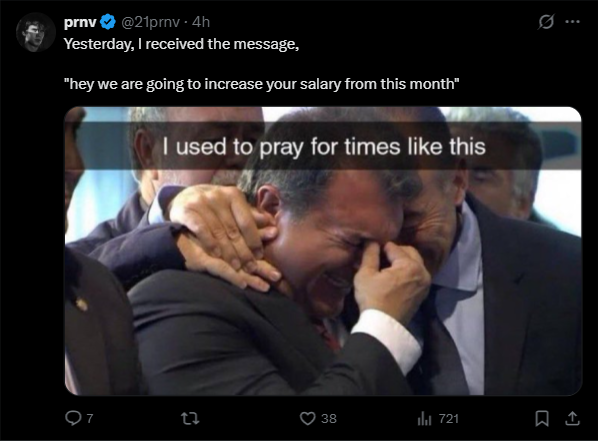 prnv @21prnv · 4h
Yesterday, I received the message,
"hey we are going to increase your salary from this month"
I used to pray for times like this
7 38 721